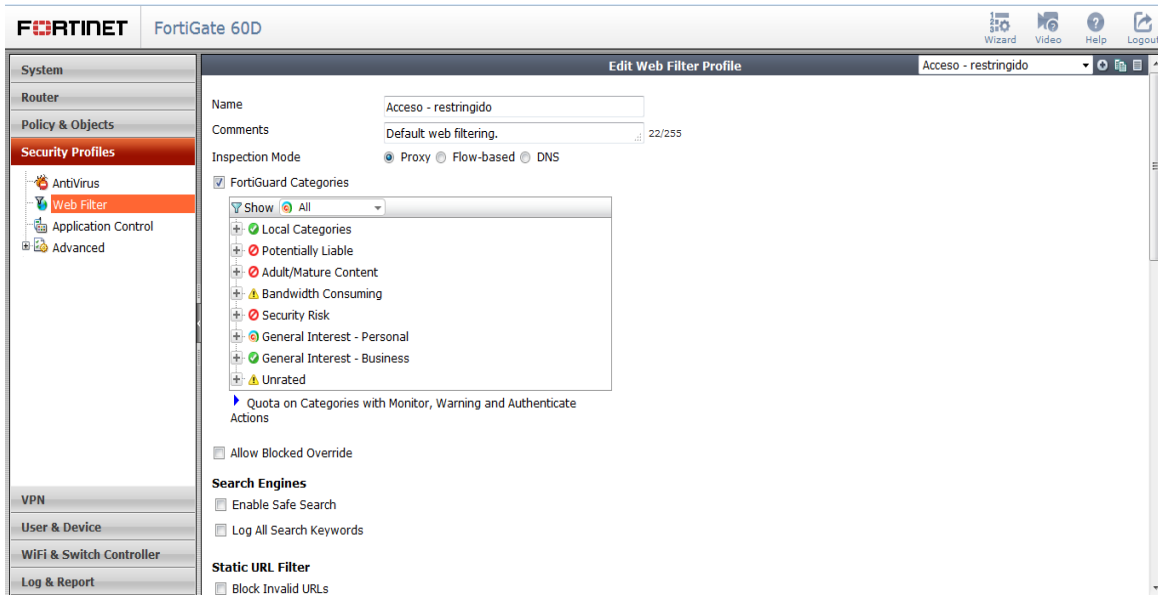 FORTINET FortiGate 60D
Wizard Video Help Logout
System
Router
Policy & Objects
Security Profiles
AntiVirus
Web Filter
Application Control
Advanced
VPN
User & Device
WiFi & Switch Controller
Log & Report
Edit Web Filter Profile Acceso - restringido
Name Acceso - restringido
Comments Default web filtering. 22/255
Inspection Mode Proxy Flow-based DNS
FortiGuard Categories
Show All
Local Categories
Potentially Liable
Adult/Mature Content
Bandwidth Consuming
Security Risk
General Interest - Personal
General Interest - Business
Unrated
Quota on Categories with Monitor, Warning and Authenticate
Actions
Allow Blocked Override
Search Engines
Enable Safe Search
Log All Search Keywords
Static URL Filter
Block Invalid URLs